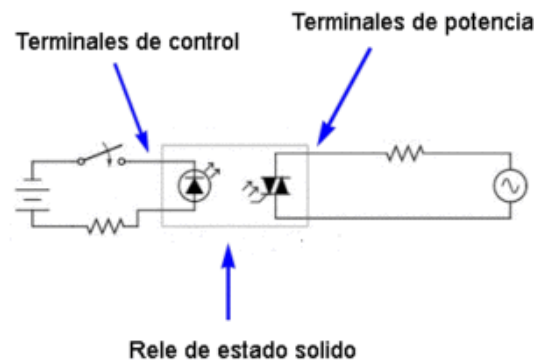 Terminales de control
Terminales de potencia
Rele de estado solido